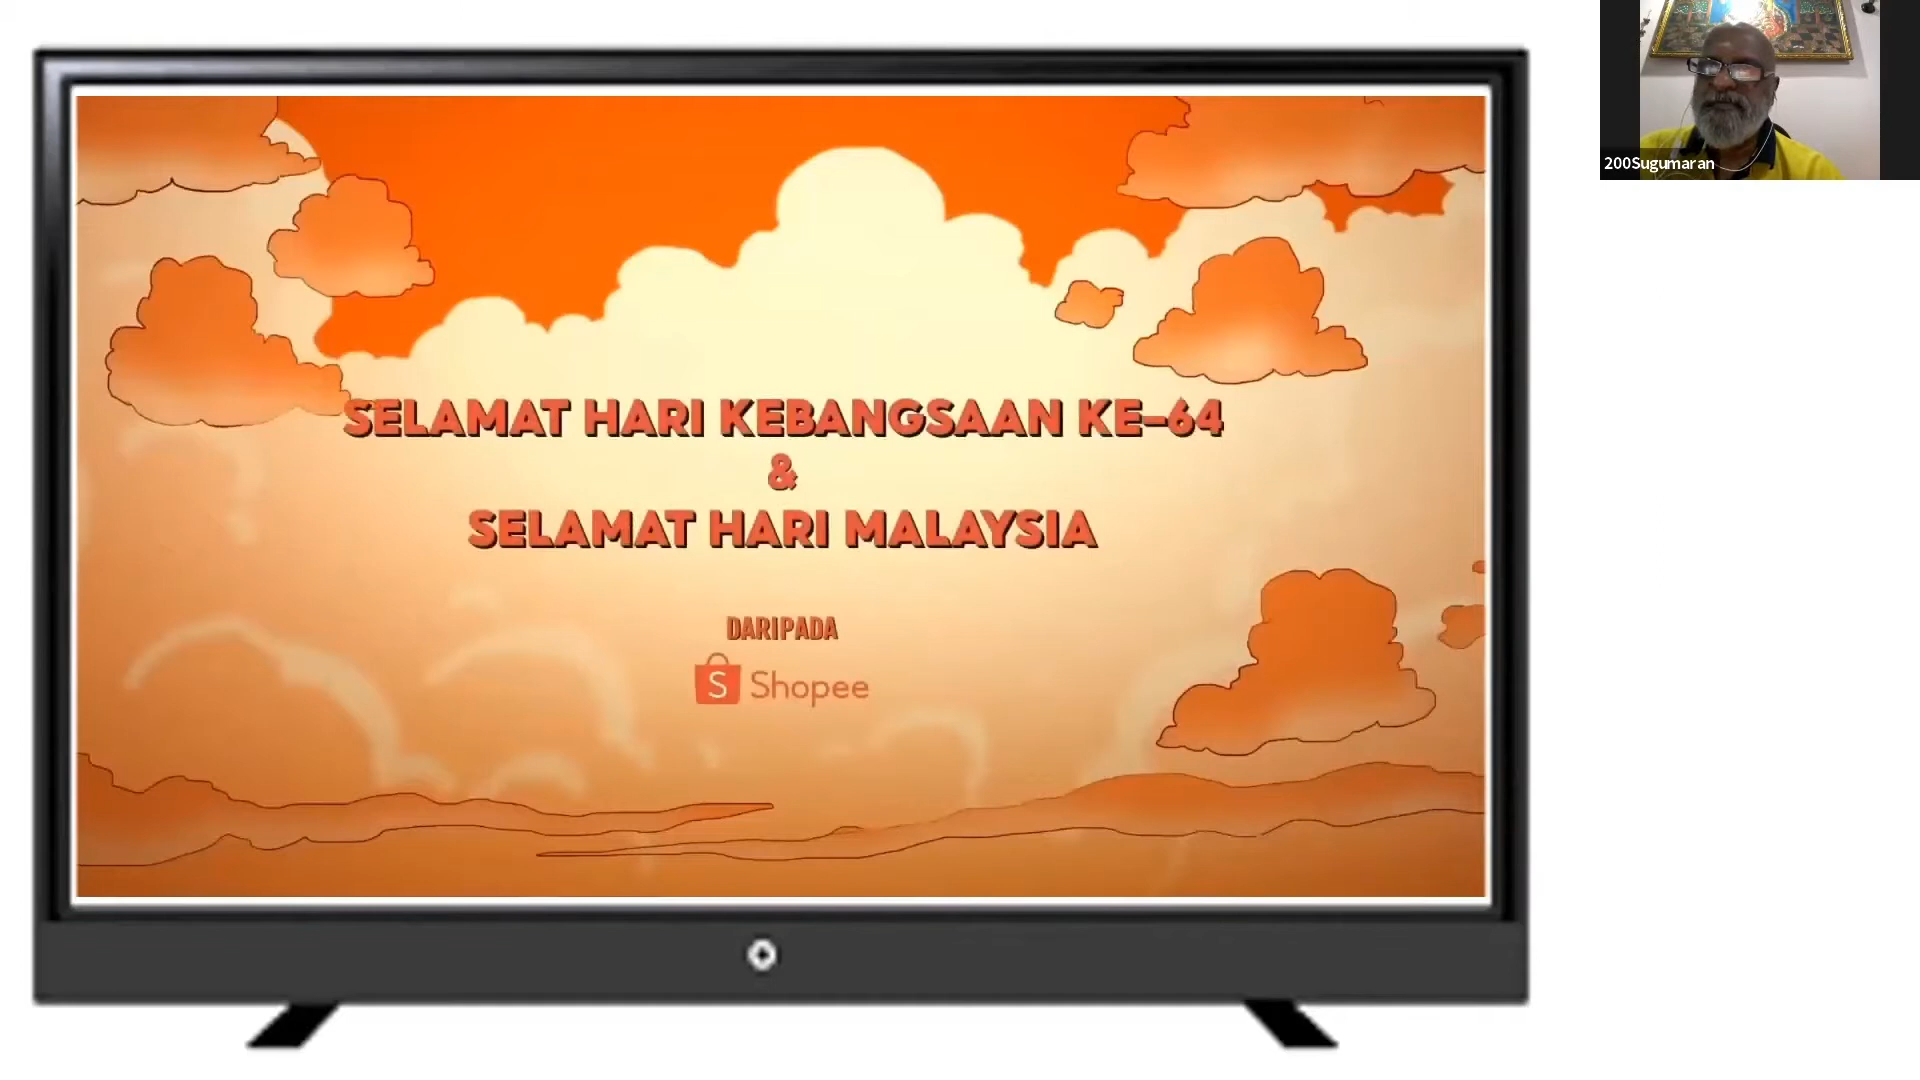 SELAMAT HARI KEBANGSAAN KE-64
&
SELAMAT HARI MALAYSIA
DARIPADA
S Shopee
200Sugumaran